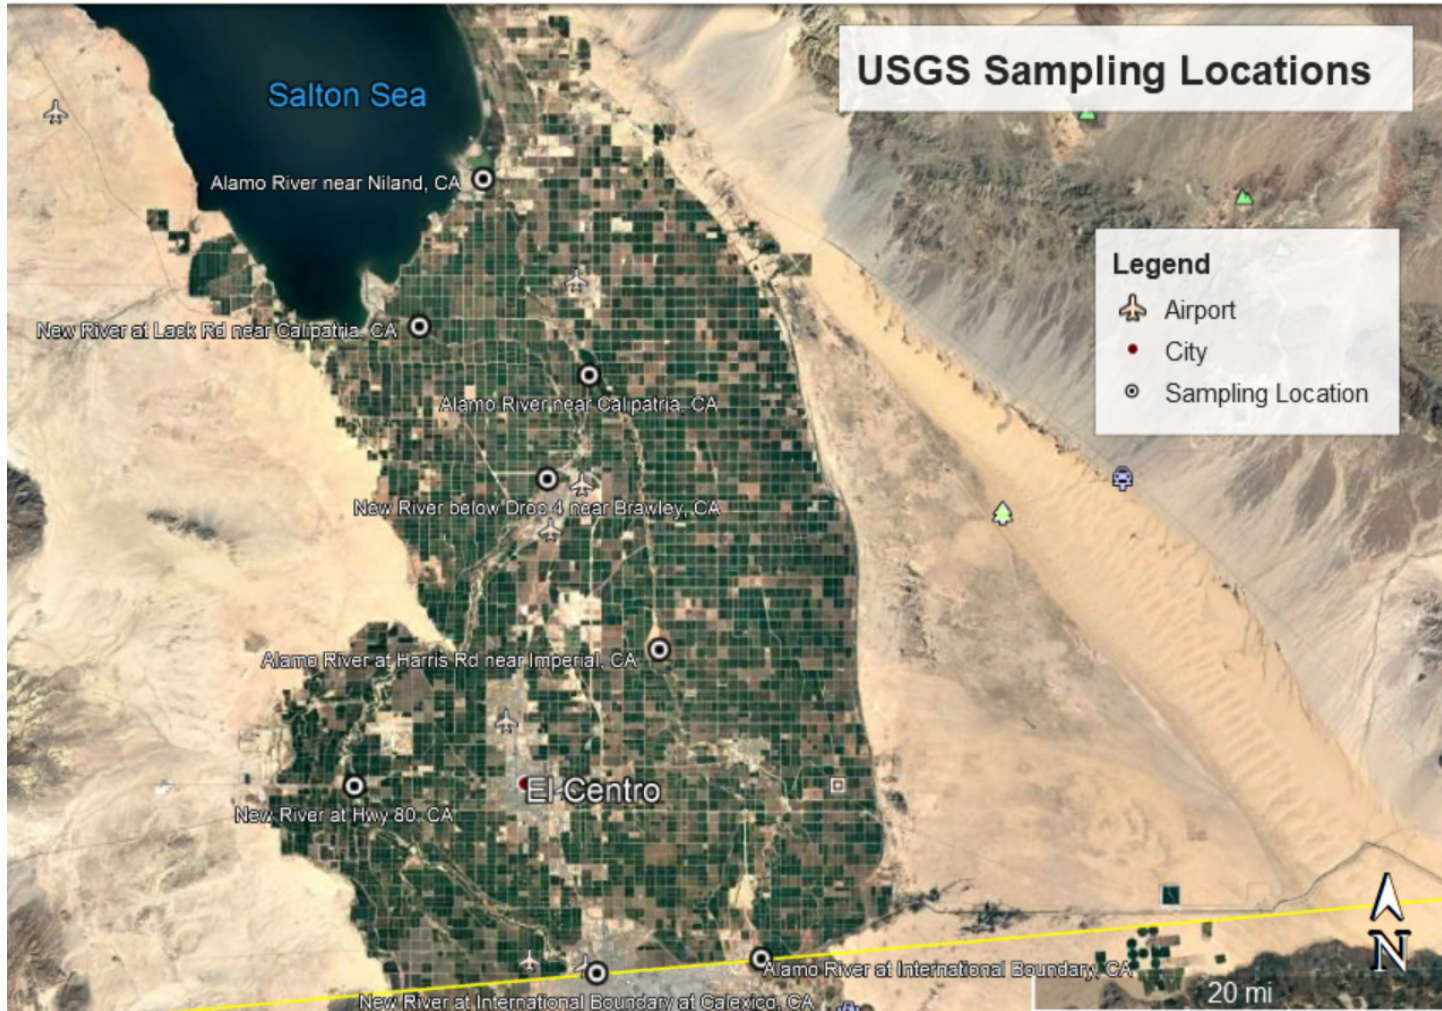 USGS Sampling Locations
Salton Sea
Alamo River near Niland, CA
Legend
Airport
City
Sampling Location
New River at Lack Rd near Calipatria, CA
Alamo River near Calipatria, CA
New River below Drop 4 near Brawley, CA
Alamo River at Harris Rd near Imperial, CA
El Centro
New River at Hwy 80, CA
Alamo River at International Boundary, CA
New River at International Boundary at Calexico, CA
N
20 mi